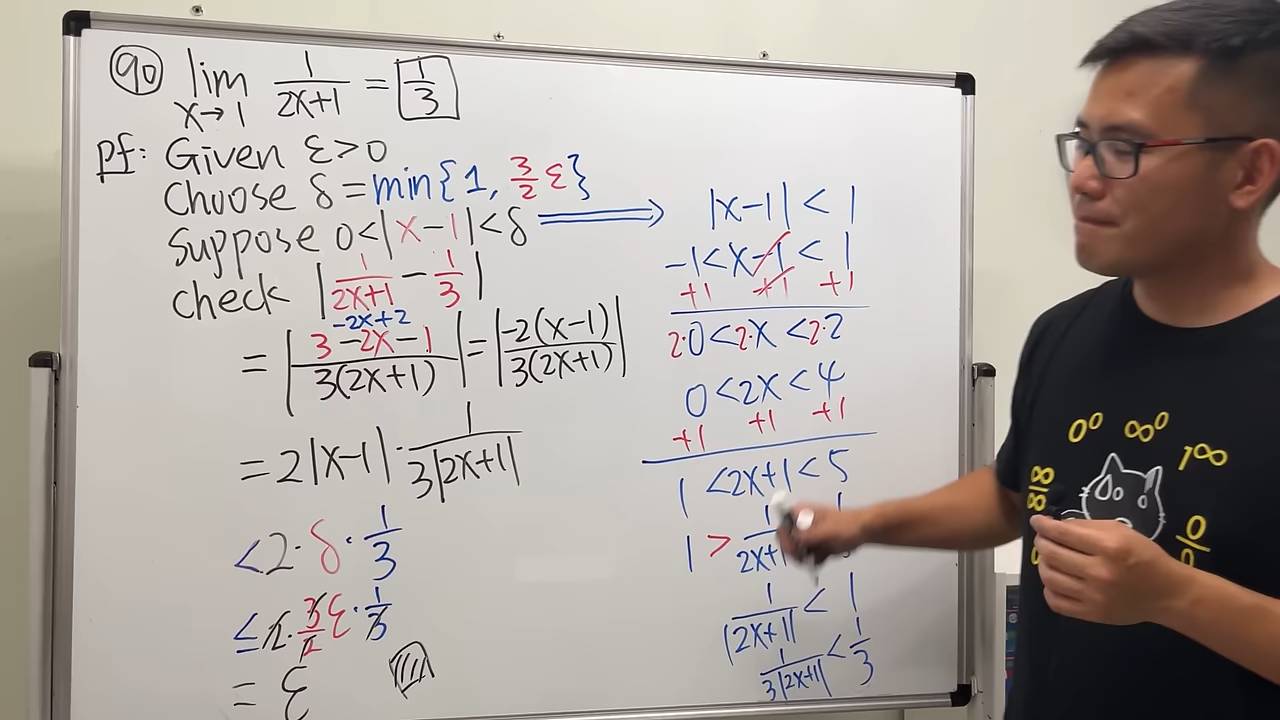 90 lim x→1 1/(2x+1) = 1/3
pf: Given ε>0
Choose δ = min{1, 3/2 ε}
Suppose 0<|x-1|<δ ⟹
check |1/(2x+1) - 1/3|
-2x+2
= |(3-2x-1)/(3(2x+1))| = |(-2(x-1))/(3(2x+1))|
= 2|x-1| · 1/(3|2x+1|)
< 2·δ·1/3
≤ 2·3/2 ε·1/3
= ε
|x-1| < 1
-1 < x-1 < 1
+1 +1 +1
2·0 < 2·x < 2·2
0 < 2x < 4
+1 +1 +1
1 < 2x+1 < 5
1 > 1/(2x+1
1/|2x+1| < 1
1/(3|2x+1|) < 1/3
0⁰ ∞⁰ 1^∞
∞/∞
0/0